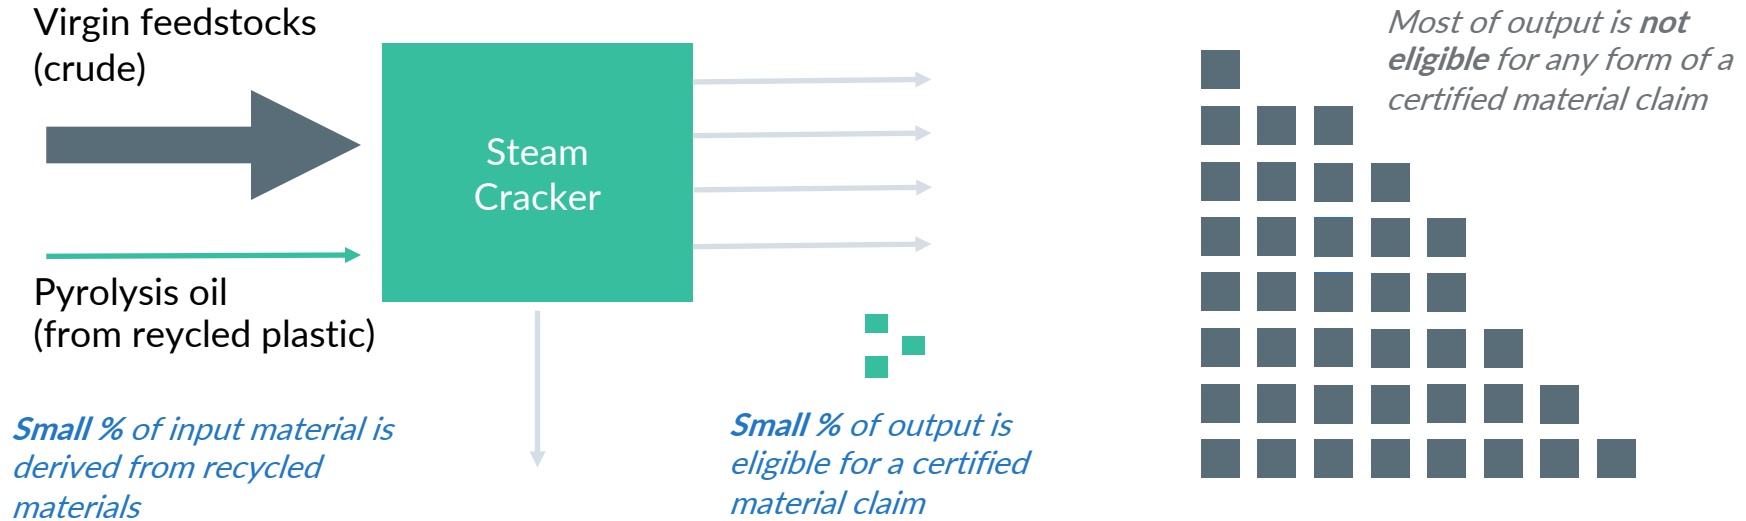 Virgin feedstocks
(crude)
Steam
Cracker
Pyrolysis oil
(from reycled plastic)
Small % of input material is
derived from recycled
materials
Small % of output is
eligible for a certified
material claim
Most of output is not
eligible for any form of a
certified material claim